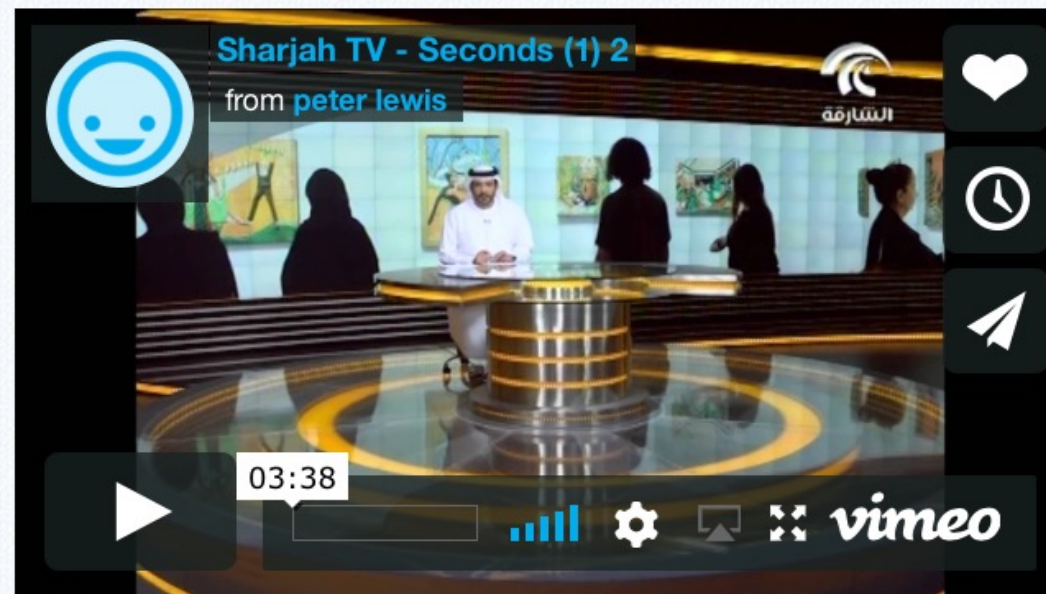 Sharjah TV - Seconds (1) 2
from peter lewis
الشارقة
03:38
vimeo